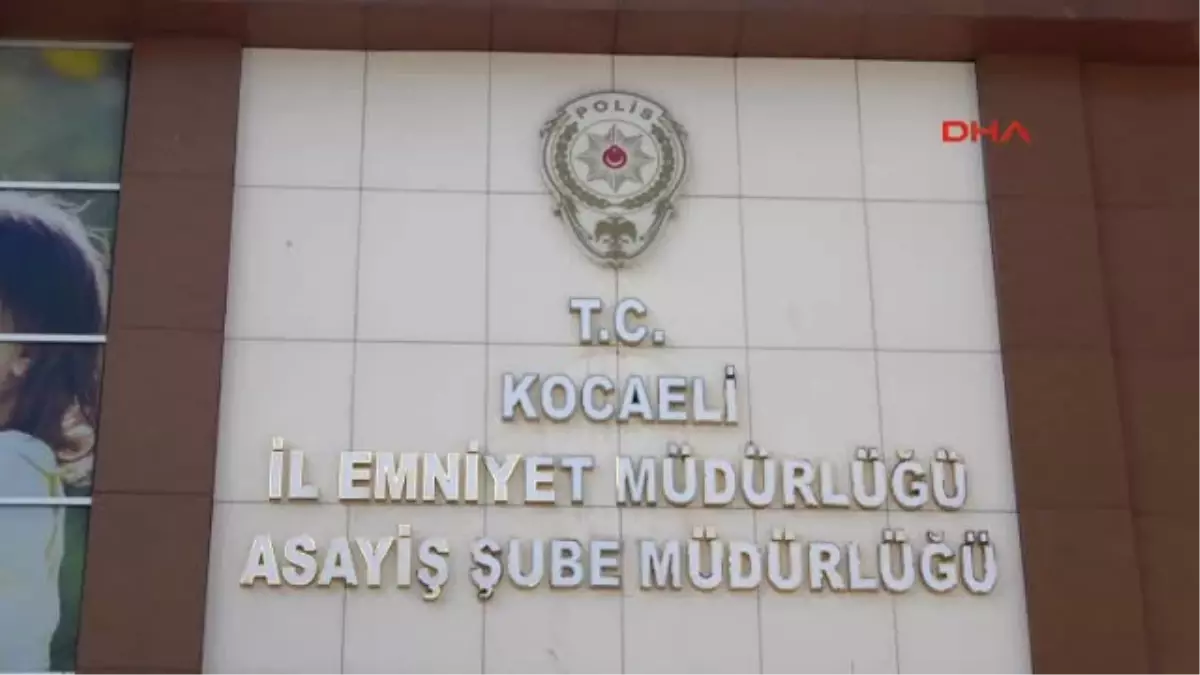 POLİS
DHA
T.C.
KOCAELİ
İL EMNİYET MÜDÜRLÜĞÜ
ASAYİŞ ŞUBE MÜDÜRLÜĞÜ